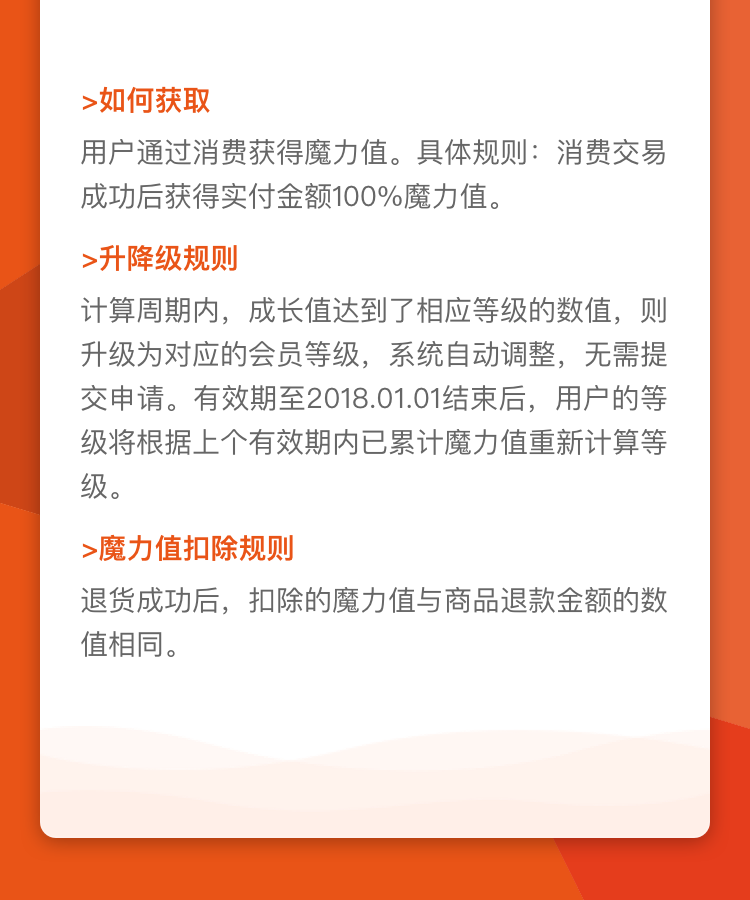 >如何获取
用户通过消费获得魔力值。具体规则：消费交易
成功后获得实付金额100%魔力值。
>升降级规则
计算周期内，成长值达到了相应等级的数值，则
升级为对应的会员等级，系统自动调整，无需提
交申请。有效期至2018.01.01结束后，用户的等
级将根据上个有效期内已累计魔力值重新计算等
级。
>魔力值扣除规则
退货成功后，扣除的魔力值与商品退款金额的数
值相同。